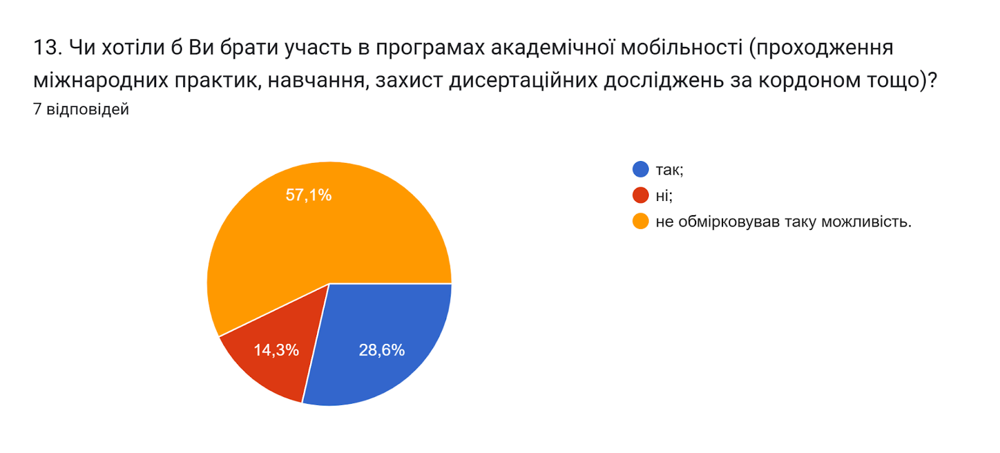 13. Чи хотіли б Ви брати участь в програмах академічної мобільності (проходження
міжнародних практик, навчання, захист дисертаційних досліджень за кордоном тощо)?
7 відповідей
так;
ні;
не обмірковував таку можливість.
57,1%
14,3%
28,6%